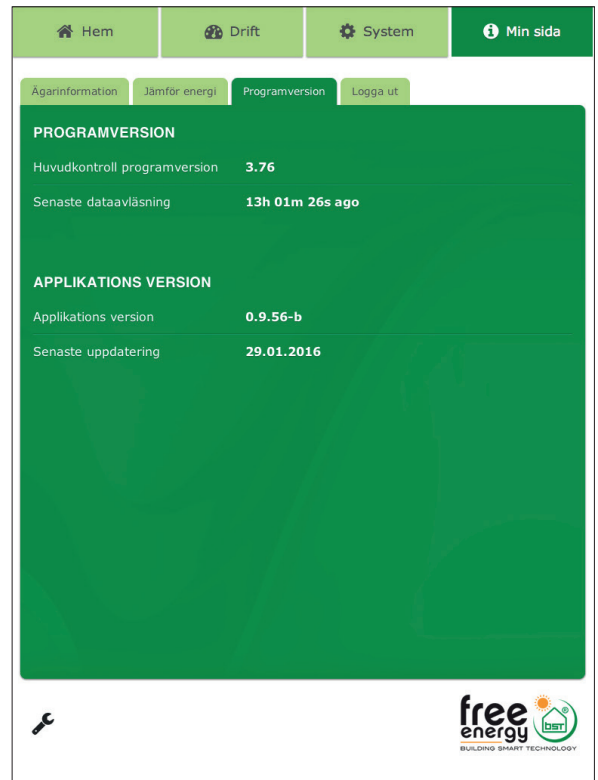 Hem Drift System Min sida
Ägarinformation Jämför energi Programversion Logga ut
PROGRAMVERSION
Huvudkontroll programversion 3.76
Senaste dataavläsning 13h 01m 26s ago
APPLIKATIONS VERSION
Applikations version 0.9.56-b
Senaste uppdatering 29.01.2016
free
energy
bst ®
BUILDING SMART TECHNOLOGY